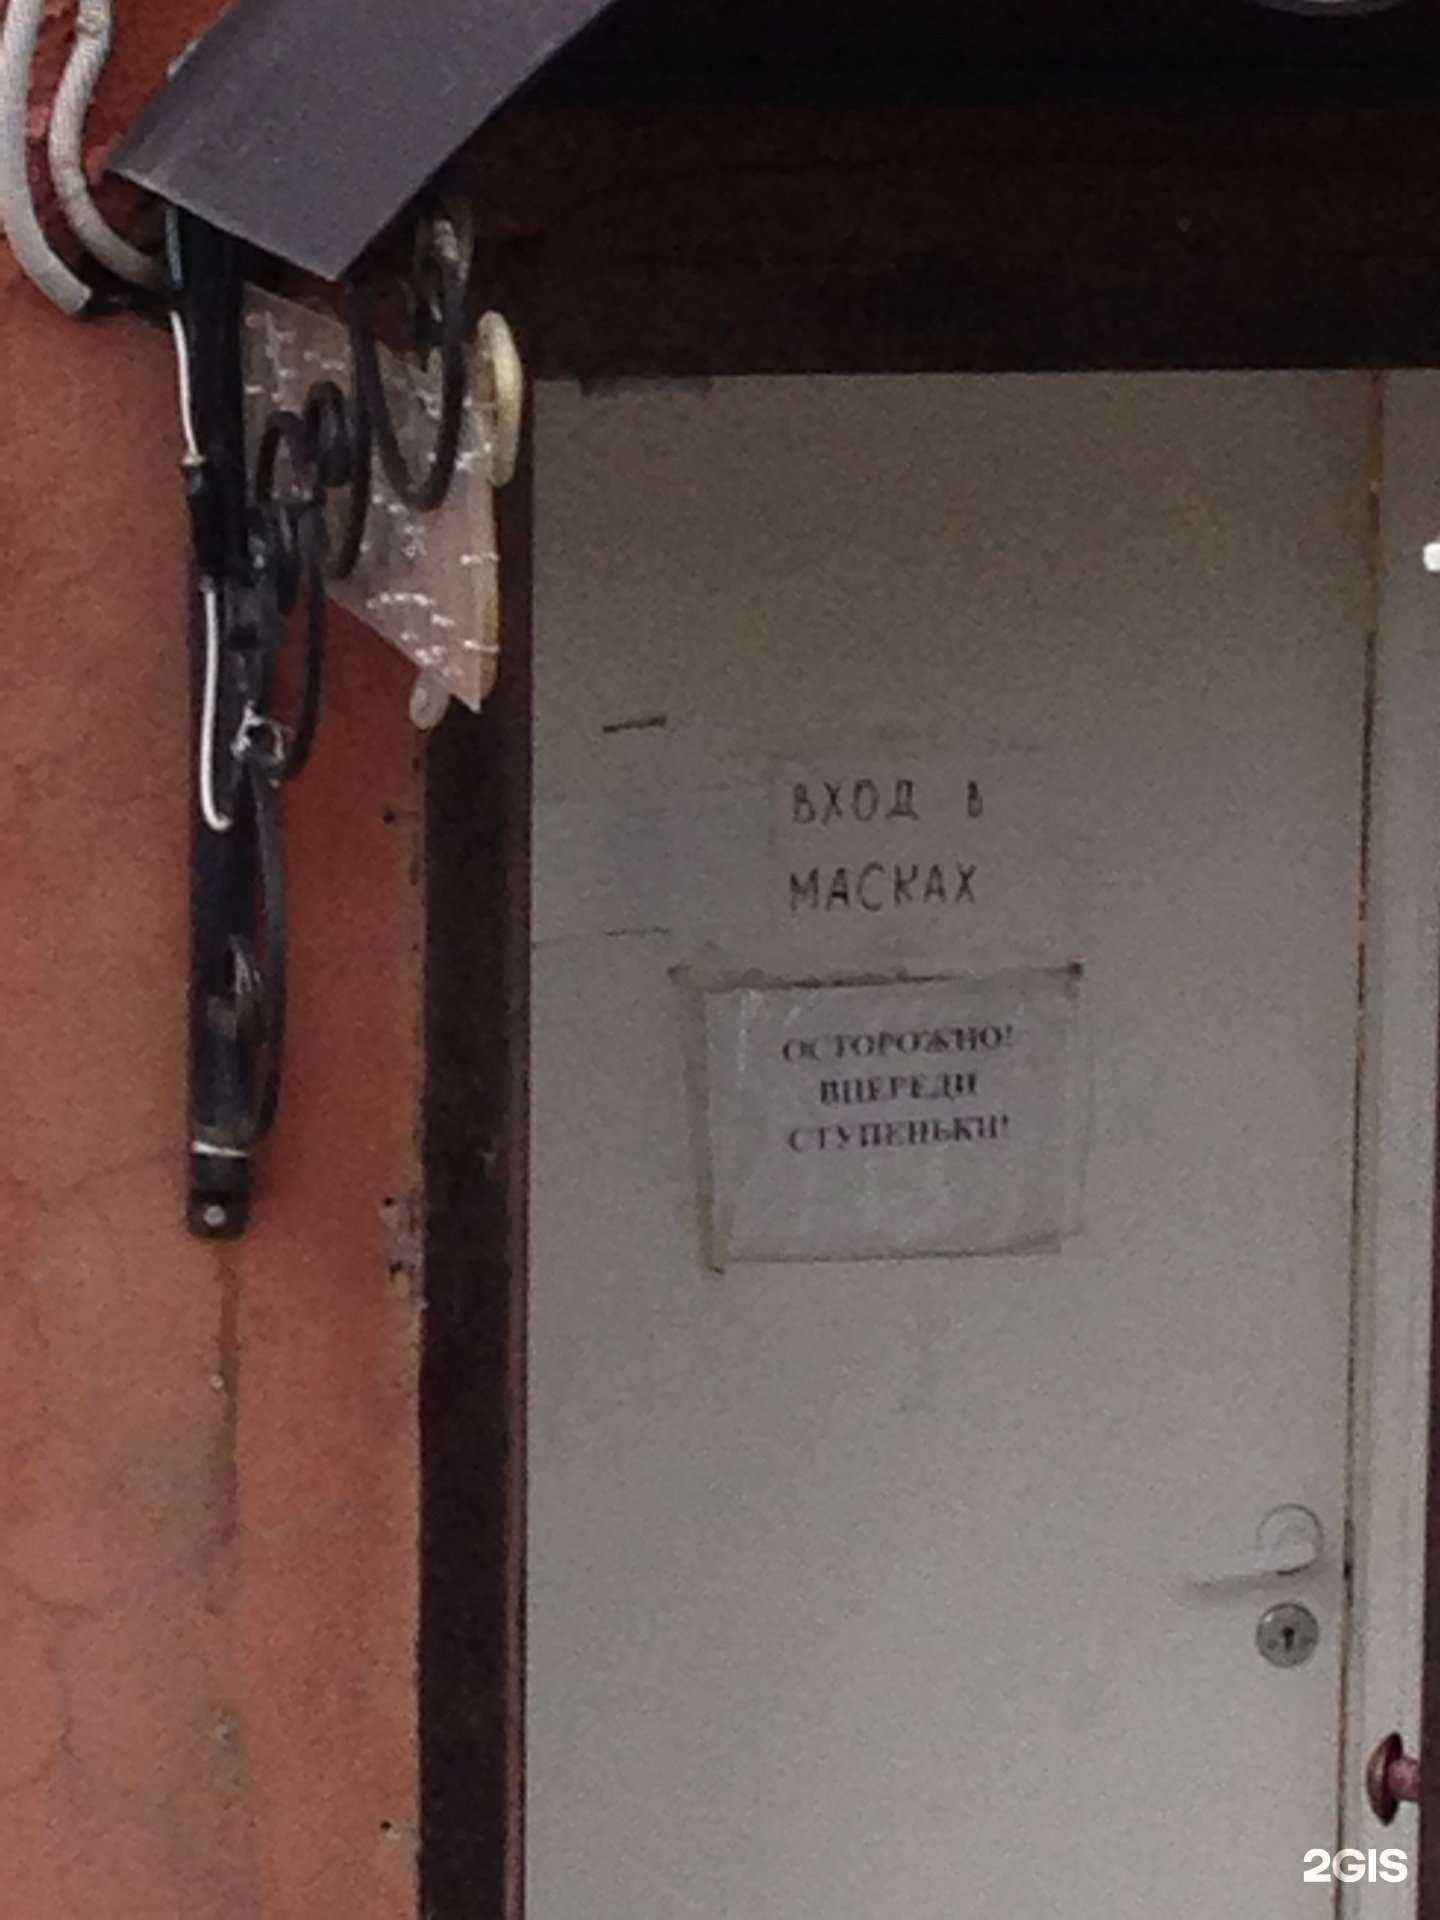 ВХОД В
МАСКАХ
ОСТОРОЖНО!
ВПЕРЕДИ
СТУПЕНЬКИ!
2GIS